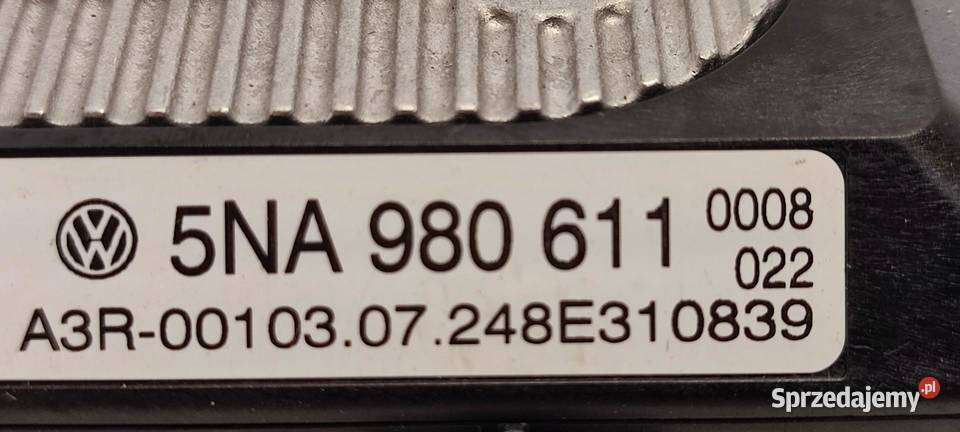 5NA 980 611 0008
022
A3R-00103.07.248E310839
Sprzedajemy.pl